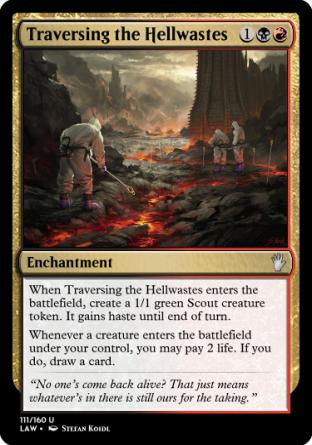 Traversing the Hellwastes 1
Enchantment
When Traversing the Hellwastes enters the
battlefield, create a 1/1 green Scout creature
token. It gains haste until end of turn.
Whenever a creature enters the battlefield
under your control, you may pay 2 life. If you
do, draw a card.
“No one’s come back alive? That just means
whatever’s in there is still ours for the taking.”
111/160 U
LAW • Stefan Koidl